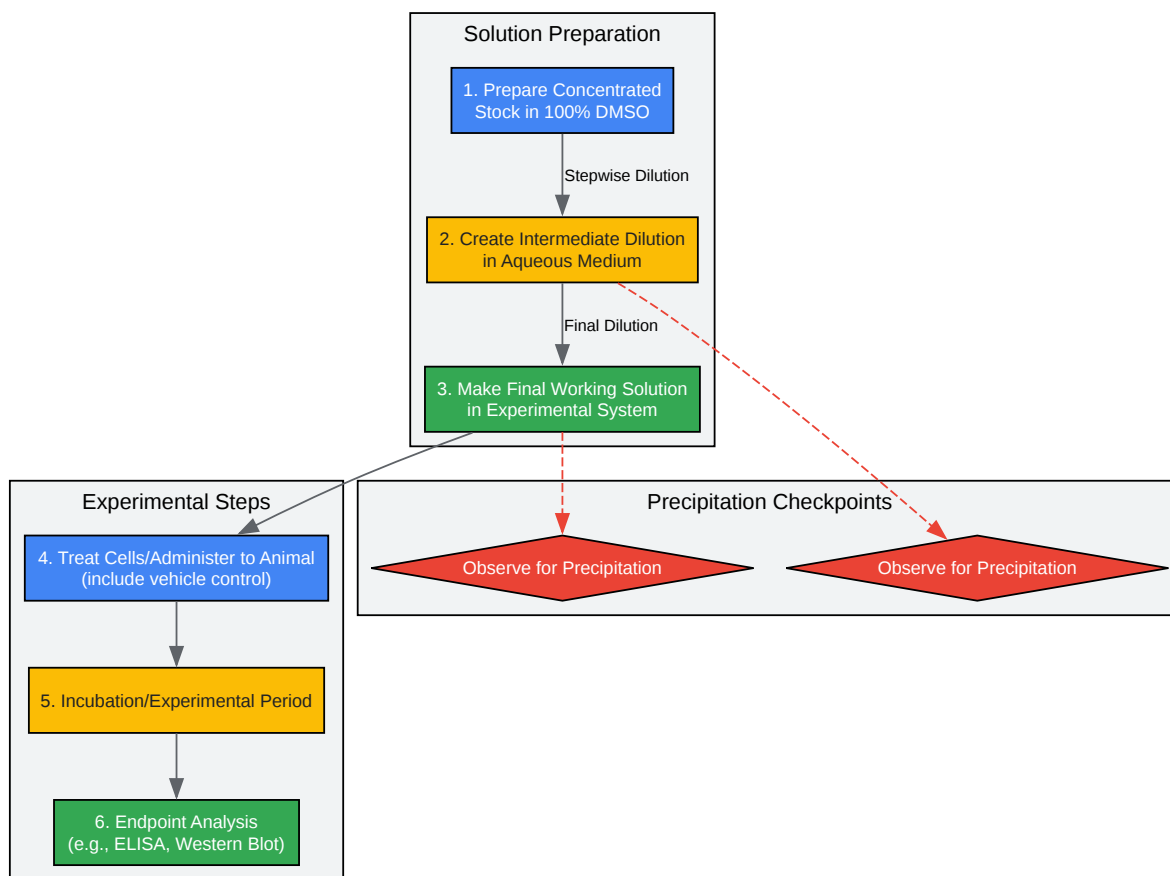 Solution Preparation
1. Prepare Concentrated
Stock in 100% DMSO
Stepwise Dilution
2. Create Intermediate Dilution
in Aqueous Medium
Final Dilution
3. Make Final Working Solution
in Experimental System
Experimental Steps
4. Treat Cells/Administer to Animal
(include vehicle control)
5. Incubation/Experimental Period
6. Endpoint Analysis
(e.g., ELISA, Western Blot)
Precipitation Checkpoints
Observe for Precipitation
Observe for Precipitation